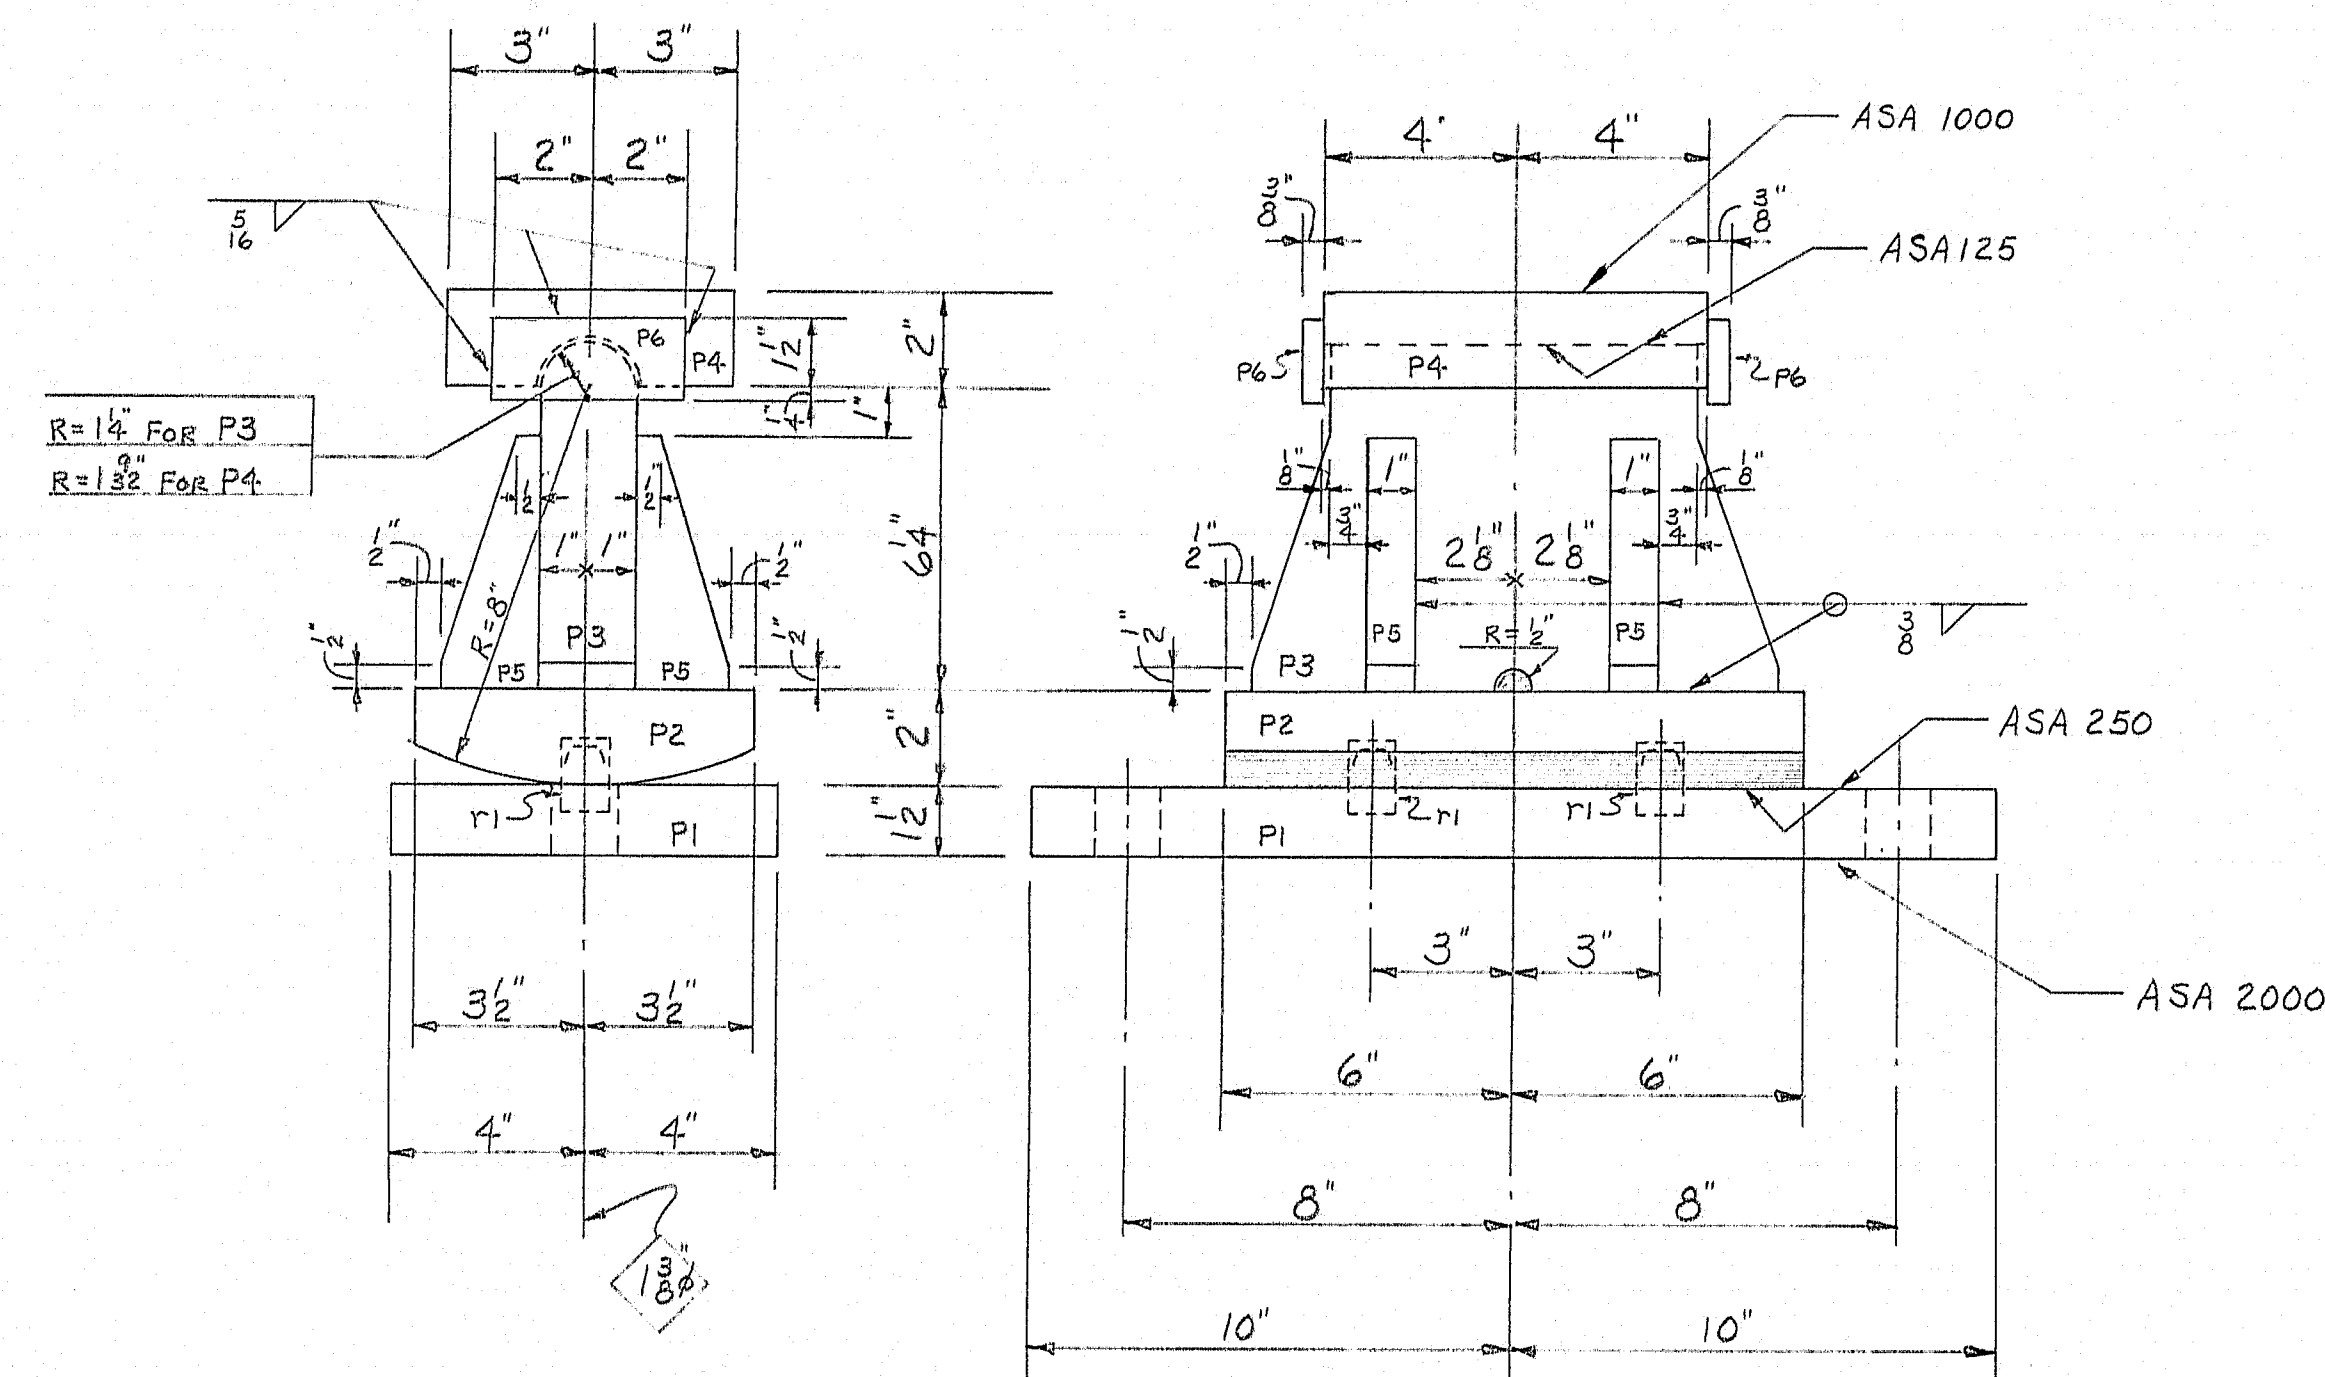 3" 3"
2" 2"
5/16
P6
P4
1 1/2"
2"
1/4"
1"
R=1 1/4" FOR P3
R=1 9/32" FOR P4
1/2 1/2"
1/2" 1" 1" 1/2"
6 1/4"
R=8"
1/2" 1/2"
P3
P5 P5
P2
2"
r1
P1
1 1/2"
3 1/2" 3 1/2"
4" 4"
1 3/8"φ
4' 4"
ASA 1000
3/8" 3/8"
ASA 125
P6 P4 P6
1/8" 1" 1" 1/8"
3/4" 3/4"
1/2" 2 1/8" 2 1/8"
1/2"
P5 R=1/2" P5
3/8
P3
P2
ASA 250
r1 r1
P1
3" 3"
ASA 2000
6" 6"
8" 8"
10" 10"